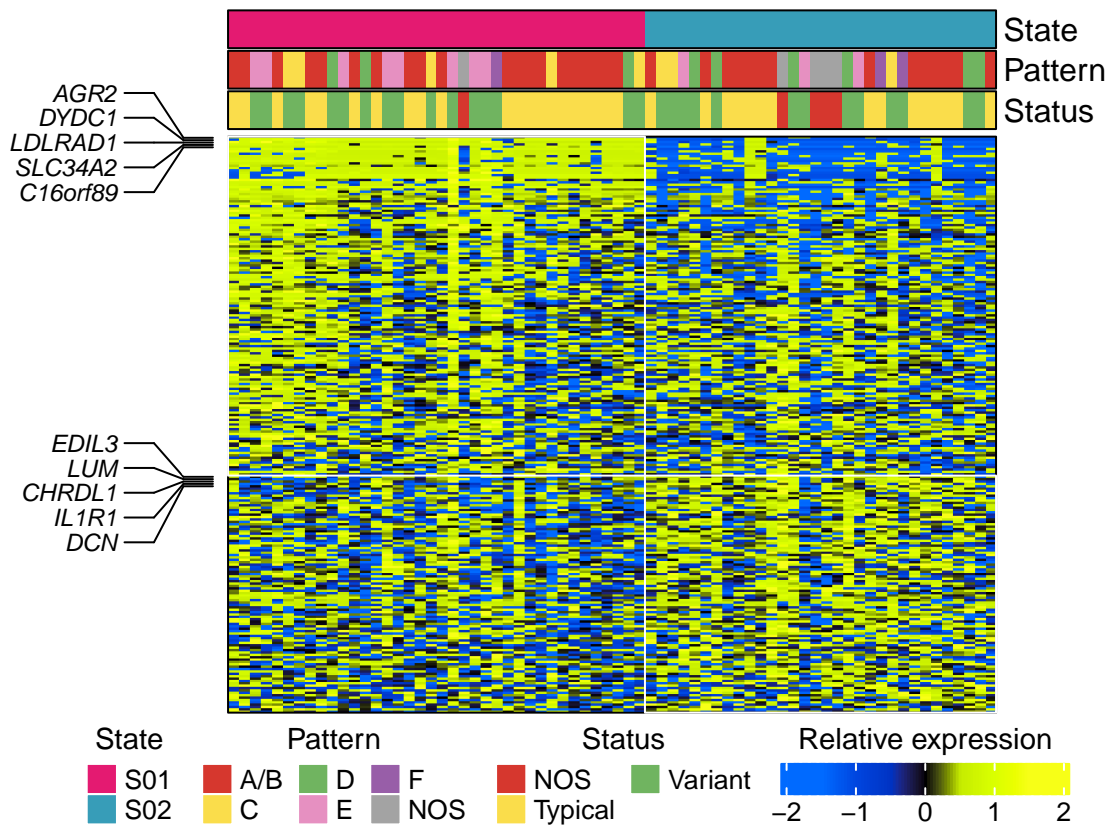 State
Pattern
Status
AGR2
DYDC1
LDLRAD1
SLC34A2
C16orf89
EDIL3
LUM
CHRDL1
IL1R1
DCN
State Pattern Status Relative expression
S01 A/B D F NOS Variant
S02 C E NOS Typical
−2 −1 0 1 2